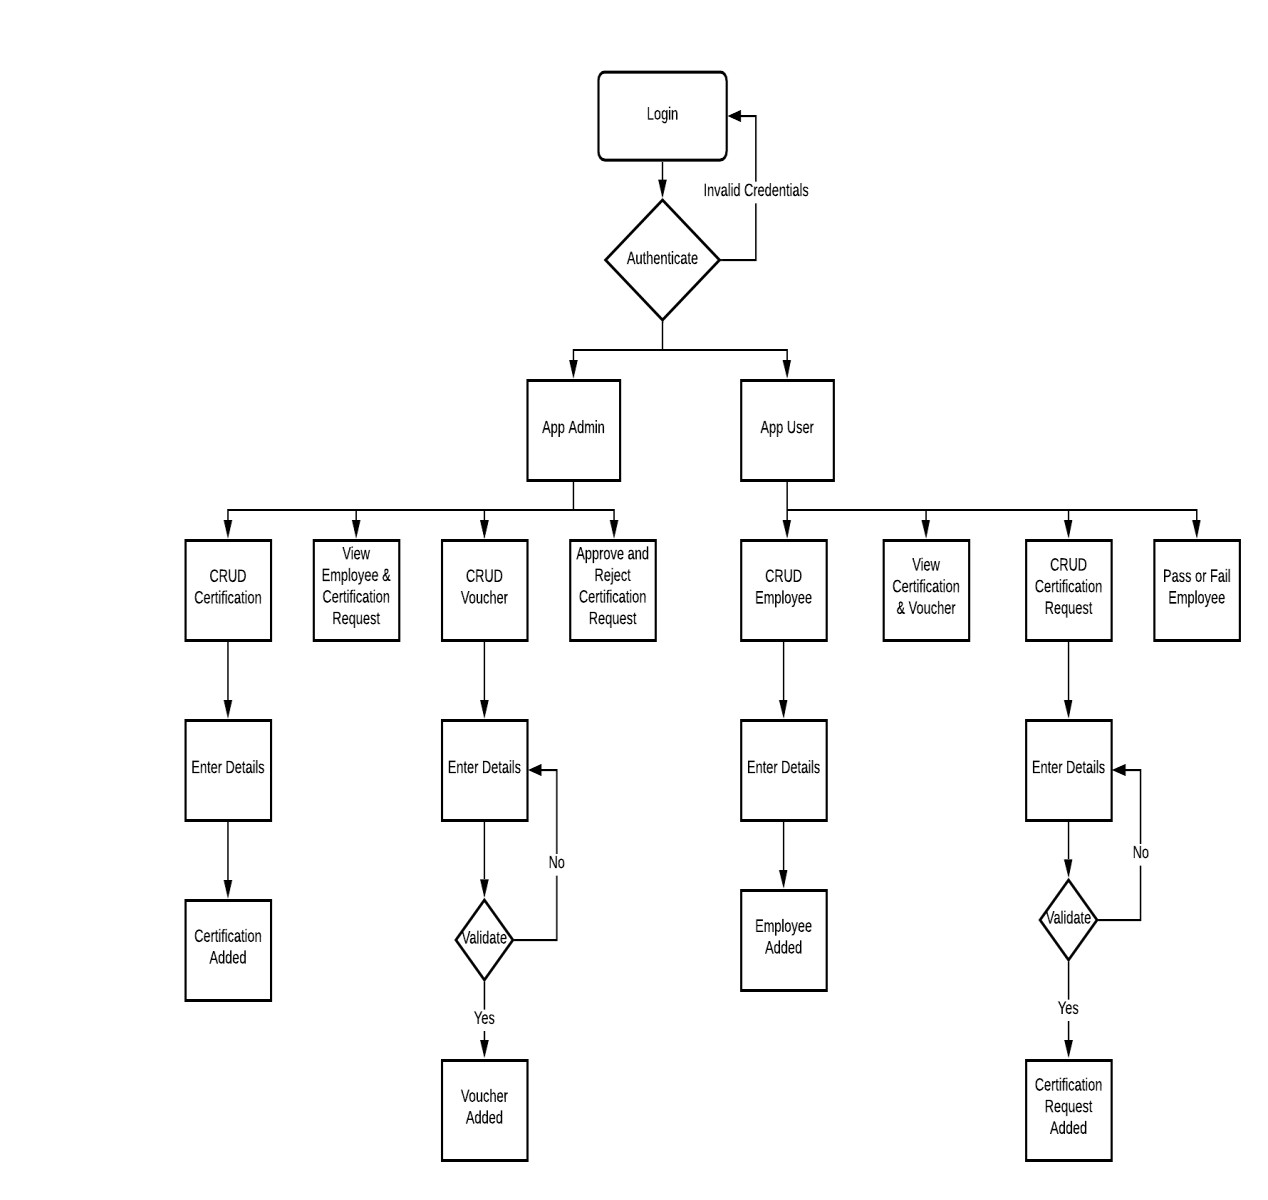 Login
Invalid Credentials
Authenticate
App Admin
App User
CRUD
Certification
View
Employee &
Certification
Request
CRUD
Voucher
Approve and
Reject
Certification
Request
CRUD
Employee
View
Certification
& Voucher
CRUD
Certification
Request
Pass or Fail
Employee
Enter Details
Enter Details
Enter Details
Enter Details
No
No
Certification
Added
Validate
Employee
Added
Validate
Yes
Yes
Voucher
Added
Certification
Request
Added